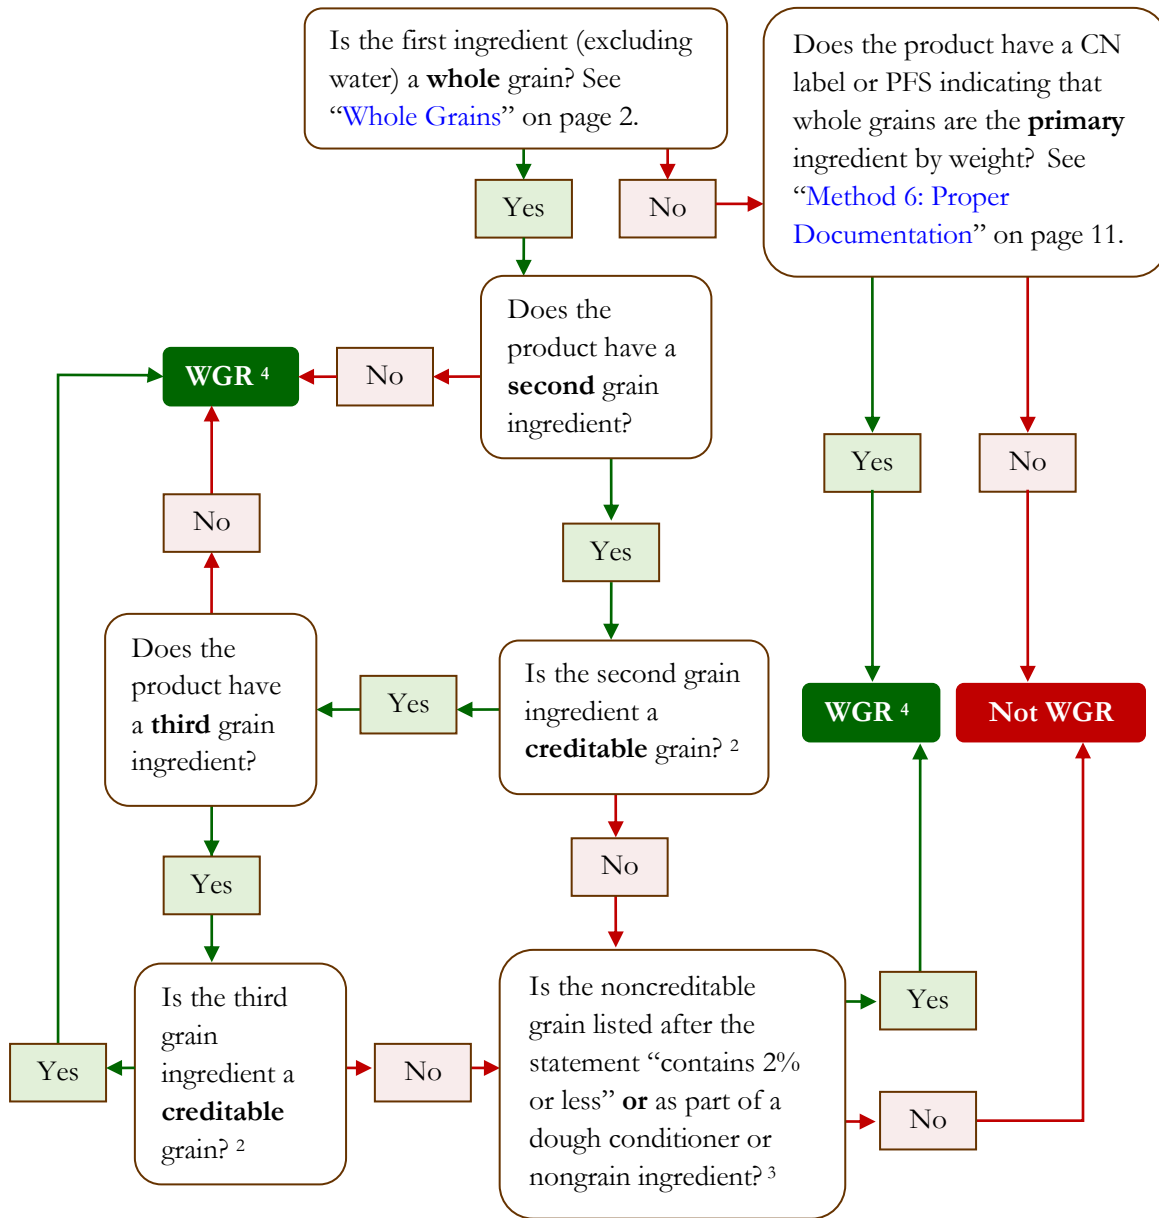 Is the first ingredient (excluding
water) a whole grain? See
“Whole Grains” on page 2.
Does the product have a CN
label or PFS indicating that
whole grains are the primary
ingredient by weight?  See
“Method 6: Proper
Documentation” on page 11.
Yes
No
Does the
product have a
second grain
ingredient?
WGR 4
No
Yes
No
No
Yes
Does the
product have
a third grain
ingredient?
Yes
Is the second grain
ingredient a
creditable grain? 2
WGR 4
Not WGR
Yes
No
Is the third
grain
ingredient a
creditable
grain? 2
Is the noncreditable
grain listed after the
statement “contains 2%
or less” or as part of a
dough conditioner or
nongrain ingredient? 3
Yes
Yes
No
No